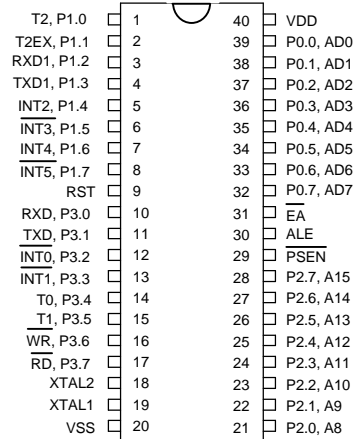 T2, P1.0 1 40 VDD
T2EX, P1.1 2 39 P0.0, AD0
RXD1, P1.2 3 38 P0.1, AD1
TXD1, P1.3 4 37 P0.2, AD2
INT2, P1.4 5 36 P0.3, AD3
INT3, P1.5 6 35 P0.4, AD4
INT4, P1.6 7 34 P0.5, AD5
INT5, P1.7 8 33 P0.6, AD6
RST 9 32 P0.7, AD7
RXD, P3.0 10 31 EA
TXD, P3.1 11 30 ALE
INT0, P3.2 12 29 PSEN
INT1, P3.3 13 28 P2.7, A15
T0, P3.4 14 27 P2.6, A14
T1, P3.5 15 26 P2.5, A13
WR, P3.6 16 25 P2.4, A12
RD, P3.7 17 24 P2.3, A11
XTAL2 18 23 P2.2, A10
XTAL1 19 22 P2.1, A9
VSS 20 21 P2.0, A8